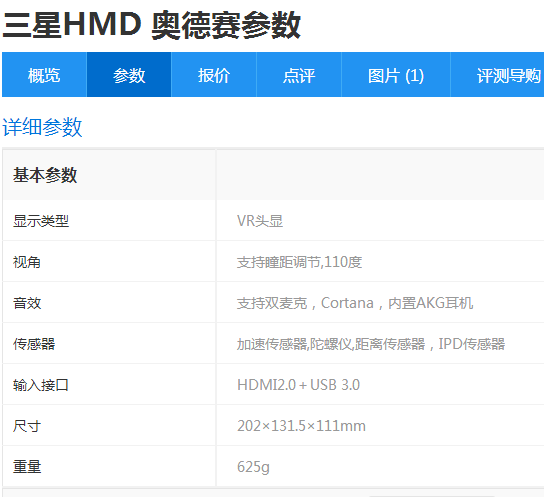 三星HMD 奥德赛参数
概览 参数 报价 点评 图片 (1) 评测导购
详细参数
基本参数
显示类型 VR头显
视角 支持瞳距调节,110度
音效 支持双麦克，Cortana，内置AKG耳机
传感器 加速传感器,陀螺仪,距离传感器，IPD传感器
输入接口 HDMI2.0＋USB 3.0
尺寸 202×131.5×111mm
重量 625g